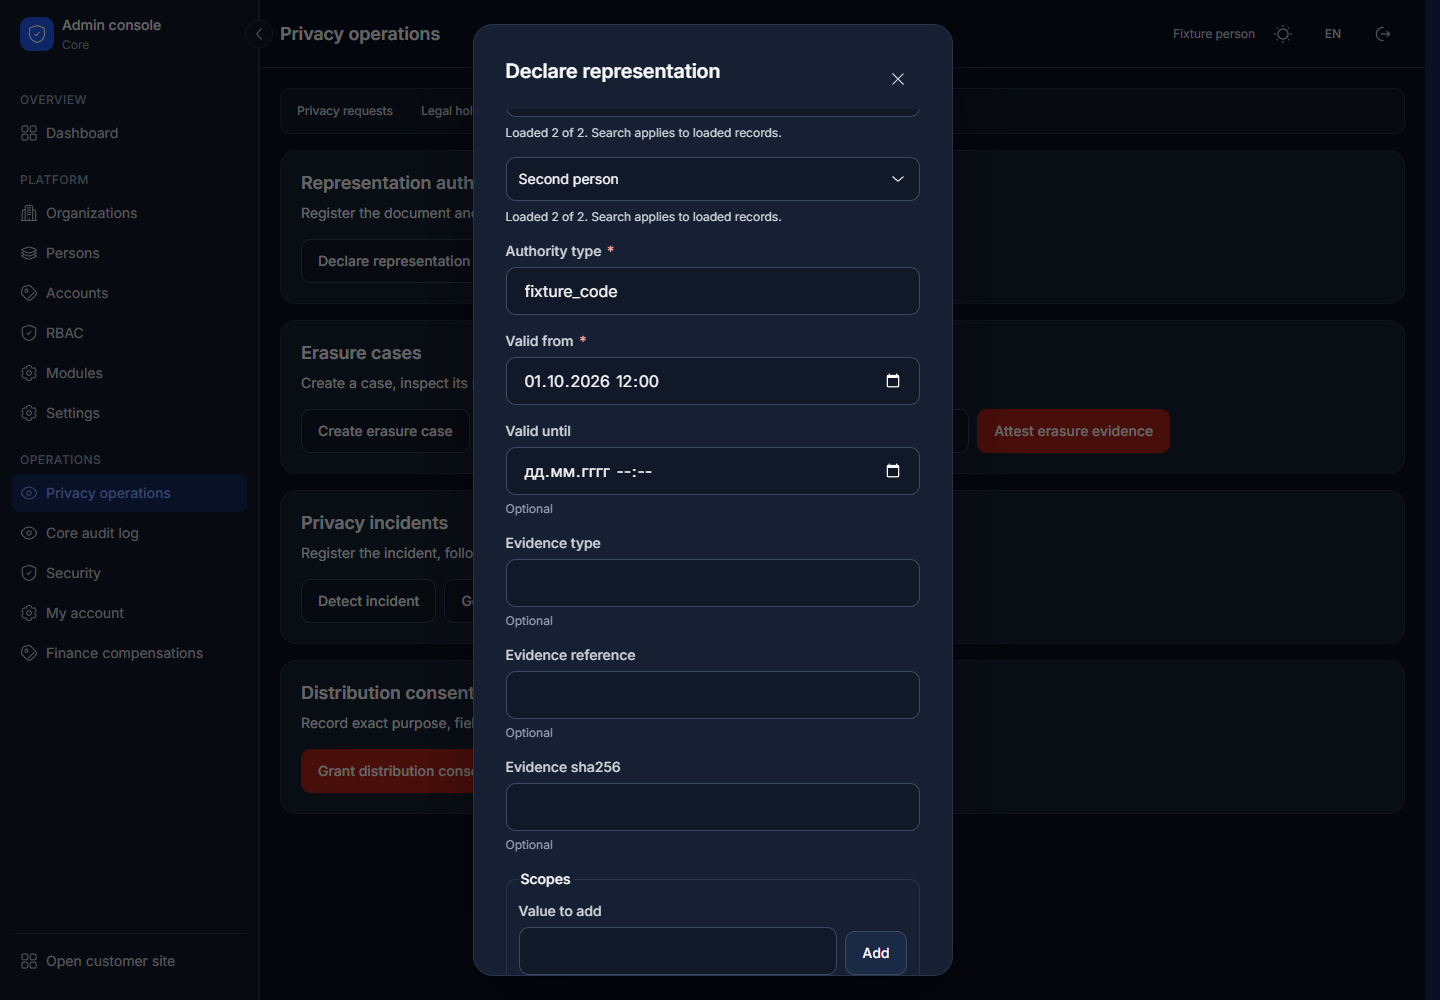 Admin console
Core
OVERVIEW
Dashboard
PLATFORM
Organizations
Persons
Accounts
RBAC
Modules
Settings
OPERATIONS
Privacy operations
Core audit log
Security
My account
Finance compensations
Open customer site
Privacy operations
Fixture person
EN
Privacy requests
Legal hol
Representation auth
Register the document an
Declare representation
Erasure cases
Create a case, inspect its
Create erasure case
Attest erasure evidence
Privacy incidents
Register the incident, follo
Detect incident
G
Distribution consent
Record exact purpose, fie
Grant distribution cons
Declare representation
Loaded 2 of 2. Search applies to loaded records.
Second person
Loaded 2 of 2. Search applies to loaded records.
Authority type *
fixture_code
Valid from *
01.10.2026 12:00
Valid until
дд.мм.гггг --:--
Optional
Evidence type
Optional
Evidence reference
Optional
Evidence sha256
Optional
Scopes
Value to add
Add